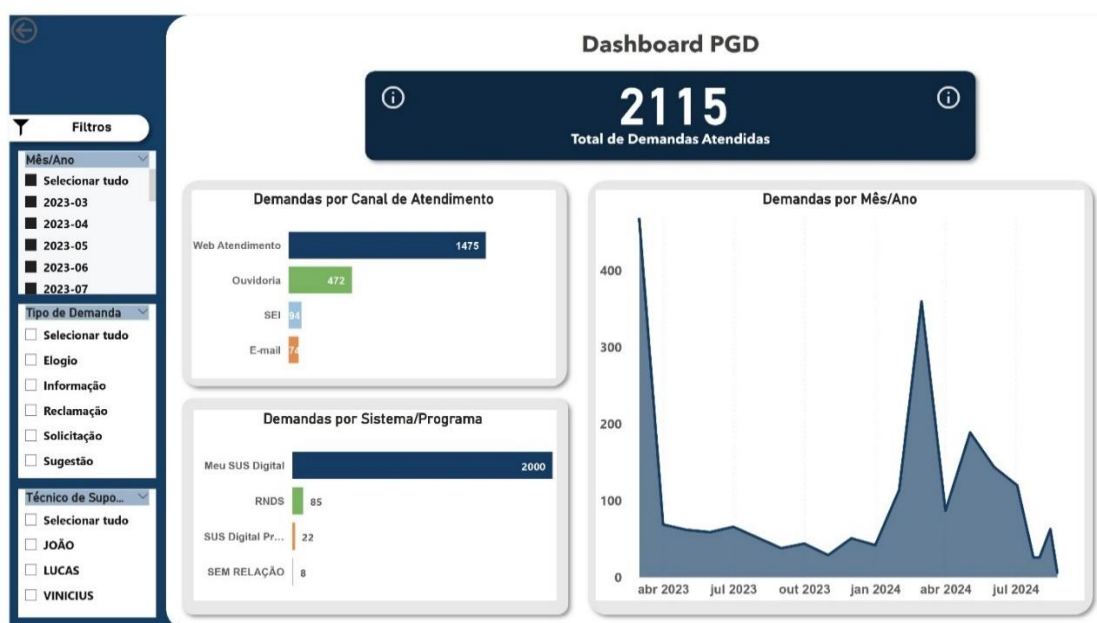 Dashboard PGD
2115
Total de Demandas Atendidas
Filtros
Mês/Ano
Selecionar tudo
2023-03
2023-04
2023-05
2023-06
2023-07
Tipo de Demanda
Selecionar tudo
Elogio
Informação
Reclamação
Solicitação
Sugestão
Técnico de Supo...
Selecionar tudo
JOÃO
LUCAS
VINICIUS
Demandas por Canal de Atendimento
Web Atendimento 1475
Ouvidoria 472
SEI 94
E-mail 74
Demandas por Sistema/Programa
Meu SUS Digital 2000
RNDS 85
SUS Digital Pr... 22
SEM RELAÇÃO 8
Demandas por Mês/Ano
400
300
200
100
0
abr 2023 jul 2023 out 2023 jan 2024 abr 2024 jul 2024